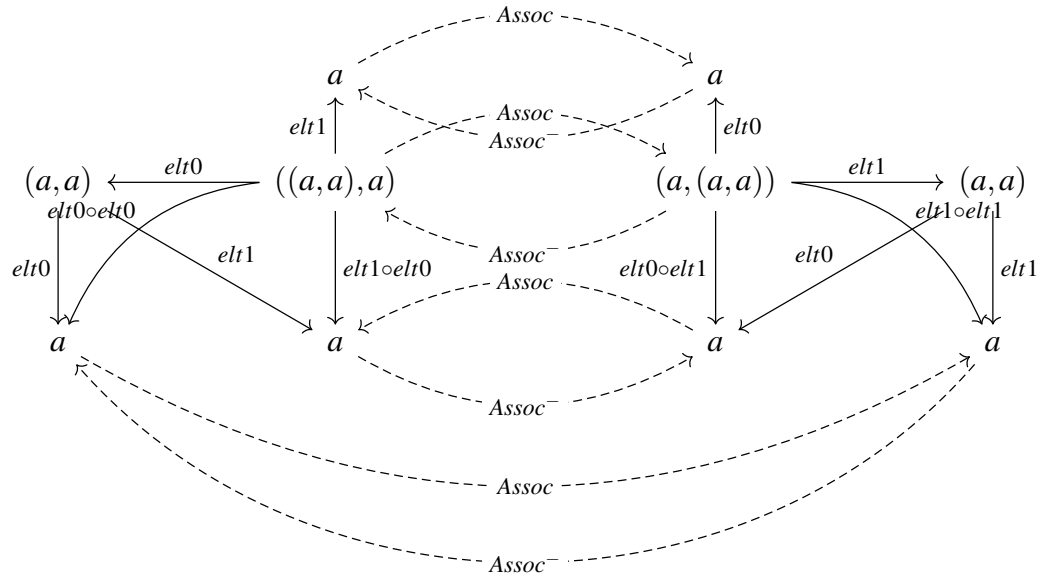 Assoc
a a
Assoc
elt1 Assoc⁻ elt0
(a,a) elt0 ((a,a),a) (a,(a,a)) elt1 (a,a)
elt0∘elt0 elt1∘elt1
elt1 Assoc⁻ elt0
elt0 elt1∘elt0 Assoc elt0∘elt1 elt1
a a a a
Assoc⁻
Assoc
Assoc⁻